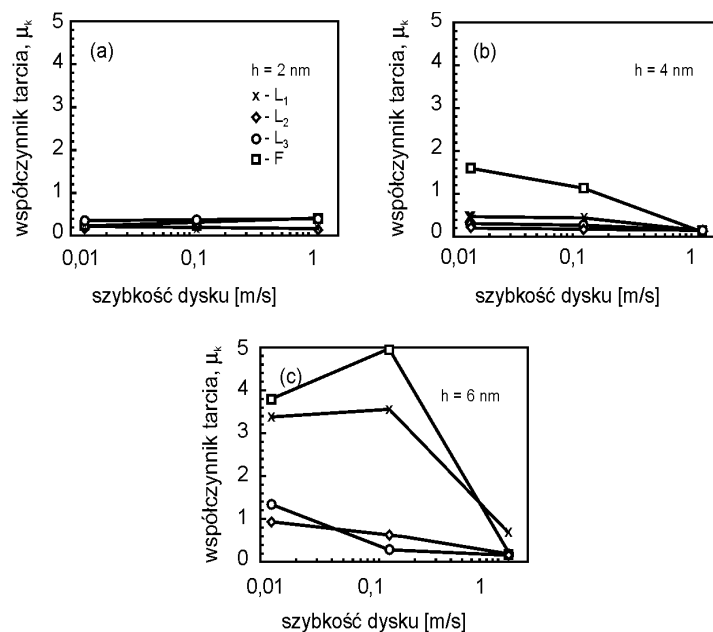 (a)
h = 2 nm
x - L₁
◇ - L₂
○ - L₃
□ - F
współczynnik tarcia, μₖ
5
4
3
2
1
0
0,01 0,1 1
szybkość dysku [m/s]
(b)
h = 4 nm
współczynnik tarcia, μₖ
5
4
3
2
1
0
0,01 0,1 1
szybkość dysku [m/s]
(c)
h = 6 nm
współczynnik tarcia, μₖ
5
4
3
2
1
0
0,01 0,1 1
szybkość dysku [m/s]